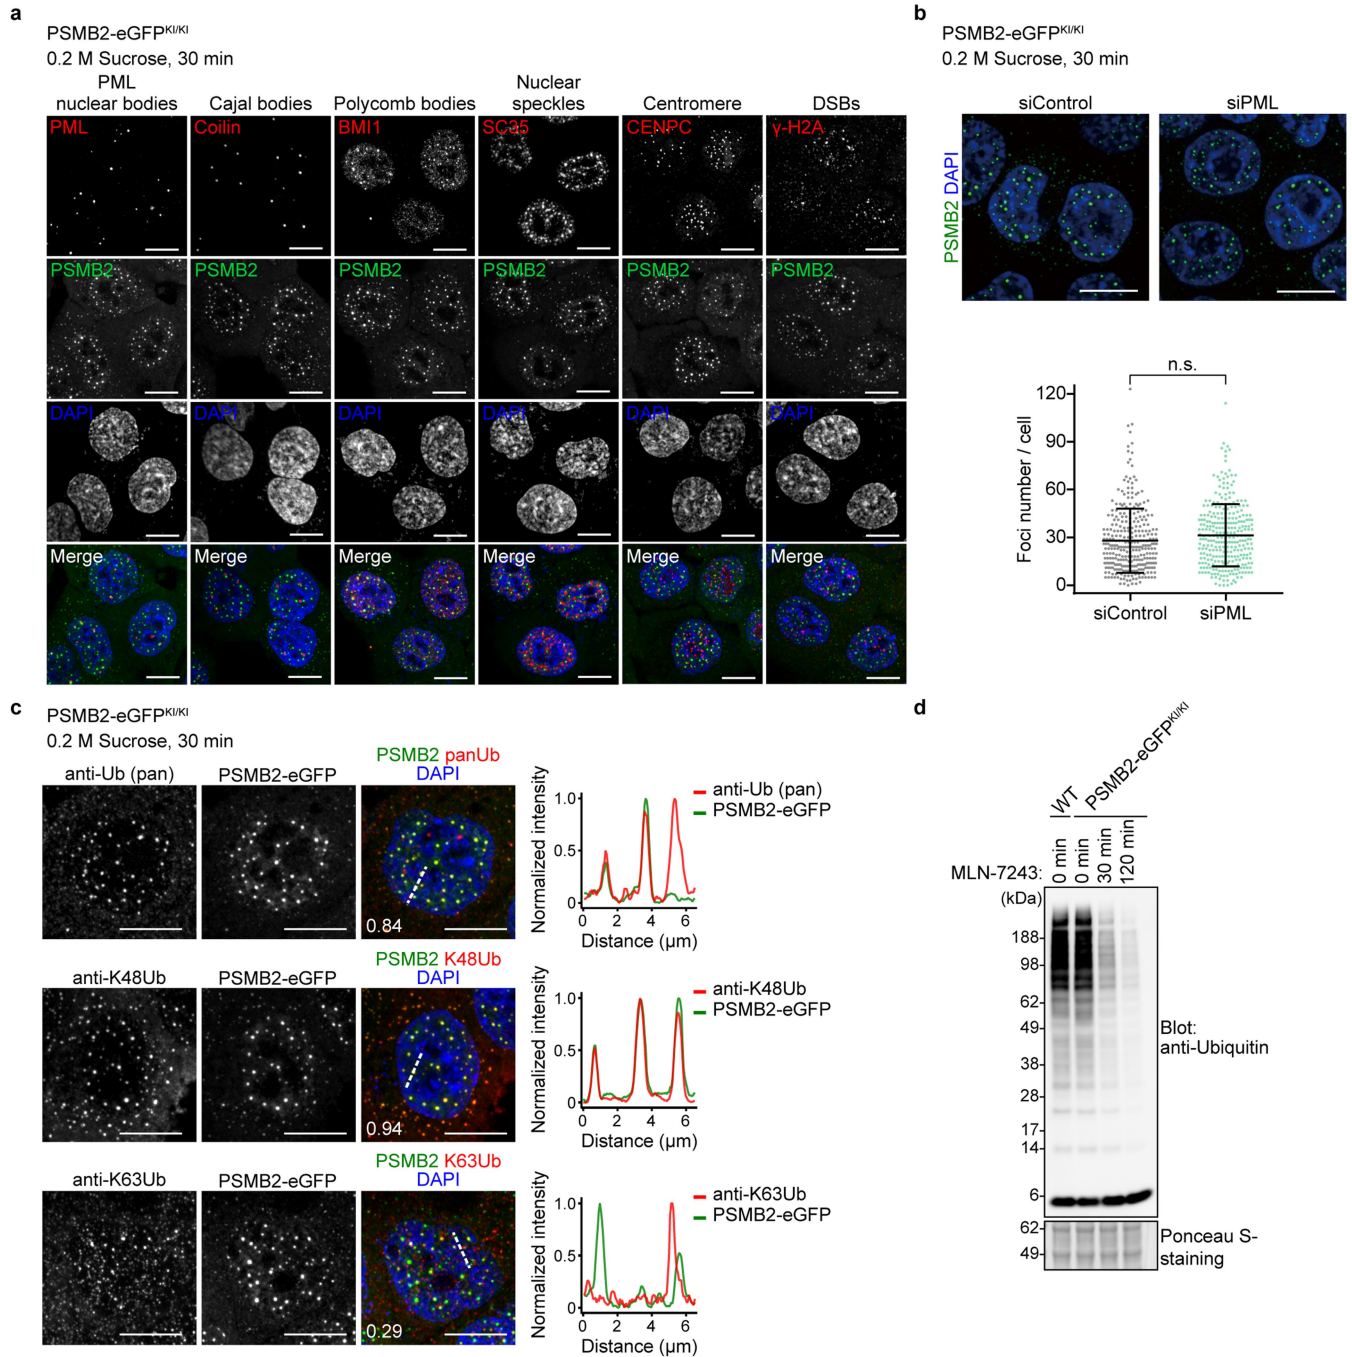 a
PSMB2-eGFPKI/KI
0.2 M Sucrose, 30 min
PML
nuclear bodies
Cajal bodies
Polycomb bodies
Nuclear
speckles
Centromere
DSBs
PML
Coilin
BMI1
SC35
CENPC
γ-H2A
PSMB2
PSMB2
PSMB2
PSMB2
PSMB2
PSMB2
DAPI
DAPI
DAPI
DAPI
DAPI
DAPI
Merge
Merge
Merge
Merge
Merge
Merge
b
PSMB2-eGFPKI/KI
0.2 M Sucrose, 30 min
siControl
siPML
PSMB2 DAPI
n.s.
Foci number / cell
120
90
60
30
0
siControl
siPML
c
PSMB2-eGFPKI/KI
0.2 M Sucrose, 30 min
anti-Ub (pan)
PSMB2-eGFP
PSMB2 panUb
DAPI
0.84
Normalized intensity
1.0
0.5
0
0 2 4 6
Distance (µm)
anti-Ub (pan)
PSMB2-eGFP
anti-K48Ub
PSMB2-eGFP
PSMB2 K48Ub
DAPI
0.94
Normalized intensity
1.0
0.5
0
0 2 4 6
Distance (µm)
anti-K48Ub
PSMB2-eGFP
anti-K63Ub
PSMB2-eGFP
PSMB2 K63Ub
DAPI
0.29
Normalized intensity
1.0
0.5
0
0 2 4 6
Distance (µm)
anti-K63Ub
PSMB2-eGFP
d
WT
PSMB2-eGFPKI/KI
MLN-7243:
0 min
0 min
30 min
120 min
(kDa)
188
98
62
49
38
28
17
14
6
Blot:
anti-Ubiquitin
62
49
Ponceau S-
staining